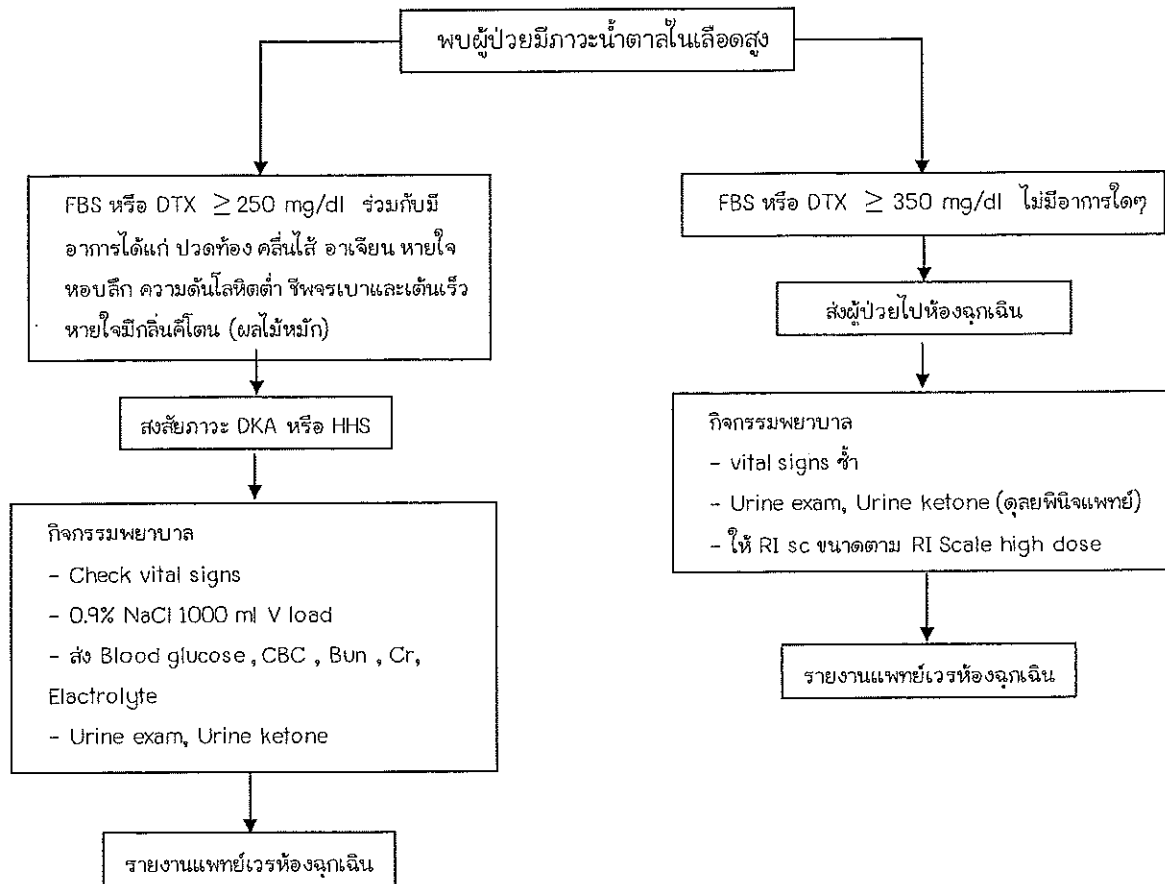 พบผู้ป่วยมีภาวะน้ำตาลในเลือดสูง
FBS หรือ DTX ≥ 250 mg/dl ร่วมกับมี
อาการได้แก่ ปวดท้อง คลื่นไส้ อาเจียน หายใจ
หอบลึก ความดันโลหิตต่ำ ชีพจรเบาและเต้นเร็ว
หายใจมีกลิ่นคีโตน (ผลไม้หมัก)
สงสัยภาวะ DKA หรือ HHS
กิจกรรมพยาบาล
- Check vital signs
- 0.9% NaCl 1000 ml V load
- ส่ง Blood glucose , CBC , Bun , Cr,
Elactrolyte
- Urine exam, Urine ketone
รายงานแพทย์เวรห้องฉุกเฉิน
FBS หรือ DTX ≥ 350 mg/dl ไม่มีอาการใดๆ
ส่งผู้ป่วยไปห้องฉุกเฉิน
กิจกรรมพยาบาล
- vital signs ซ้ำ
- Urine exam, Urine ketone (ดุลยพินิจแพทย์)
- ให้ RI sc ขนาดตาม RI Scale high dose
รายงานแพทย์เวรห้องฉุกเฉิน